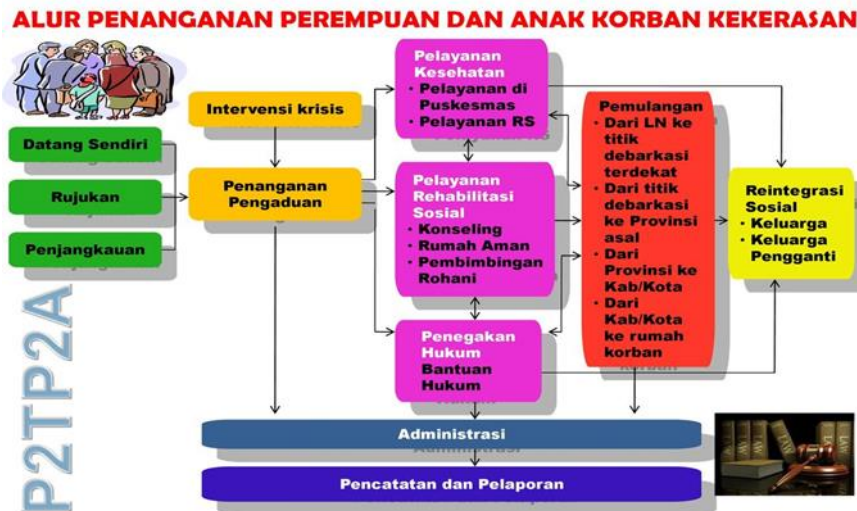 ALUR PENANGANAN PEREMPUAN DAN ANAK KORBAN KEKERASAN
Datang Sendiri
Rujukan
Penjangkauan
Intervensi krisis
Penanganan
Pengaduan
Pelayanan
Kesehatan
• Pelayanan di
Puskesmas
• Pelayanan RS
Pelayanan
Rehabilitasi
Sosial
• Konseling
• Rumah Aman
• Pembimbingan
Rohani
Penegakan
Hukum
Bantuan
Hukum
Pemulangan
• Dari LN ke
titik
debarkasi
terdekat
• Dari titik
debarkasi
ke Provinsi
asal
• Dari
Provinsi ke
Kab/Kota
• Dari
Kab/Kota
ke rumah
korban
Reintegrasi
Sosial
• Keluarga
• Keluarga
Pengganti
Administrasi
Pencatatan dan Pelaporan
P2TP2A
LAW
LAW